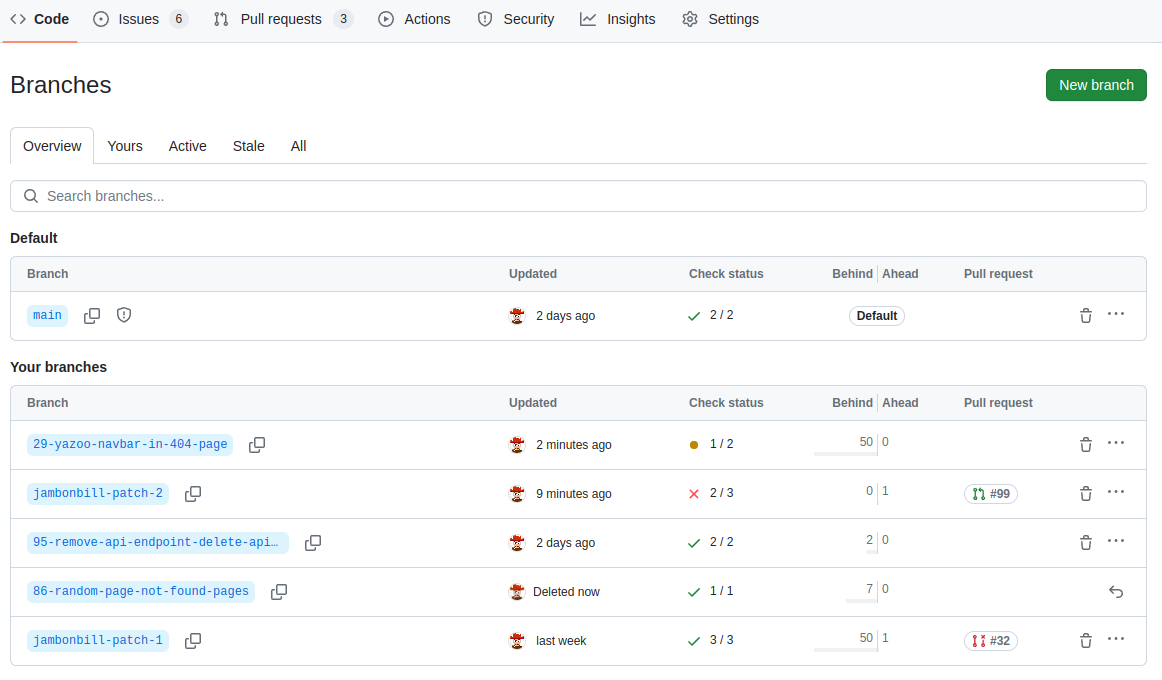 Code Issues 6 Pull requests 3 Actions Security Insights Settings
Branches New branch
Overview Yours Active Stale All
Search branches...
Default
Branch Updated Check status Behind Ahead Pull request
main 2 days ago 2 / 2 Default
Your branches
Branch Updated Check status Behind Ahead Pull request
29-yazoo-navbar-in-404-page 2 minutes ago 1 / 2 50 0
jambonbill-patch-2 9 minutes ago 2 / 3 0 1 #99
95-remove-api-endpoint-delete-api… 2 days ago 2 / 2 2 0
86-random-page-not-found-pages Deleted now 1 / 1 7 0
jambonbill-patch-1 last week 3 / 3 50 1 #32